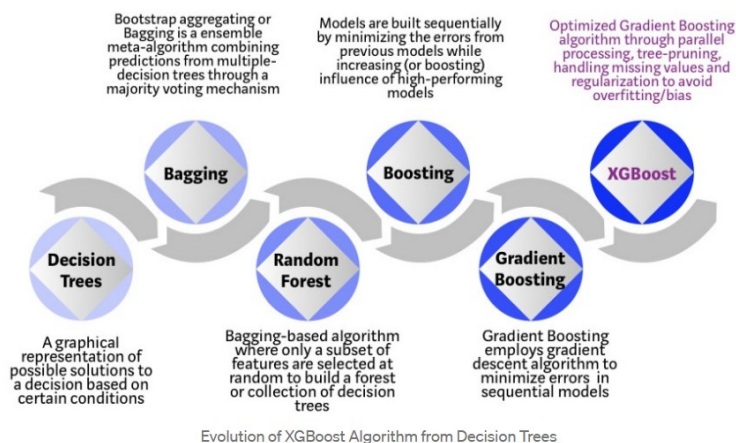 Bootstrap aggregating or
Bagging is a ensemble
meta-algorithm combining
predictions from multiple-
decision trees through a
majority voting mechanism
Models are built sequentially
by minimizing the errors from
previous models while
increasing (or boosting)
influence of high-performing
models
Optimized Gradient Boosting
algorithm through parallel
processing, tree-pruning,
handling missing values and
regularization to avoid
overfitting/bias
Bagging
Boosting
XGBoost
Decision
Trees
Random
Forest
Gradient
Boosting
A graphical
representation of
possible solutions to
a decision based on
certain conditions
Bagging-based algorithm
where only a subset of
features are selected at
random to build a forest
or collection of decision
trees
Gradient Boosting
employs gradient
descent algorithm to
minimize errors in
sequential models
Evolution of XGBoost Algorithm from Decision Trees